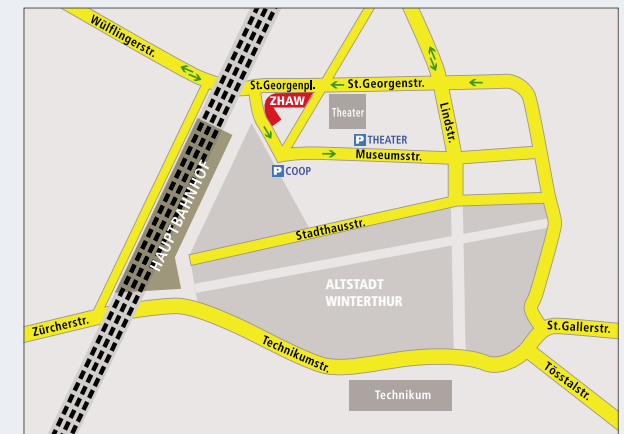 Wülflingerstr.
St.Georgenpl.
St.Georgenstr.
ZHAW
Theater
Lindstr.
P THEATER
Museumsstr.
P COOP
HAUPTBAHNHOF
Stadthausstr.
ALTSTADT
WINTERTHUR
Zürcherstr.
St.Gallerstr.
Technikumstr.
Tösstalstr.
Technikum